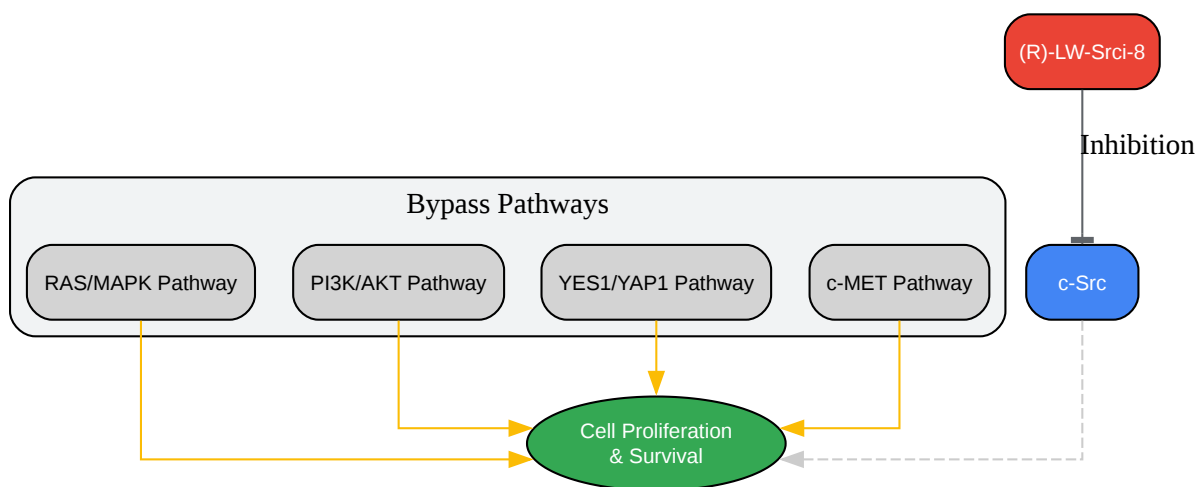 (R)-LW-Srci-8
Inhibition
Bypass Pathways
RAS/MAPK Pathway
PI3K/AKT Pathway
YES1/YAP1 Pathway
c-MET Pathway
c-Src
Cell Proliferation
& Survival